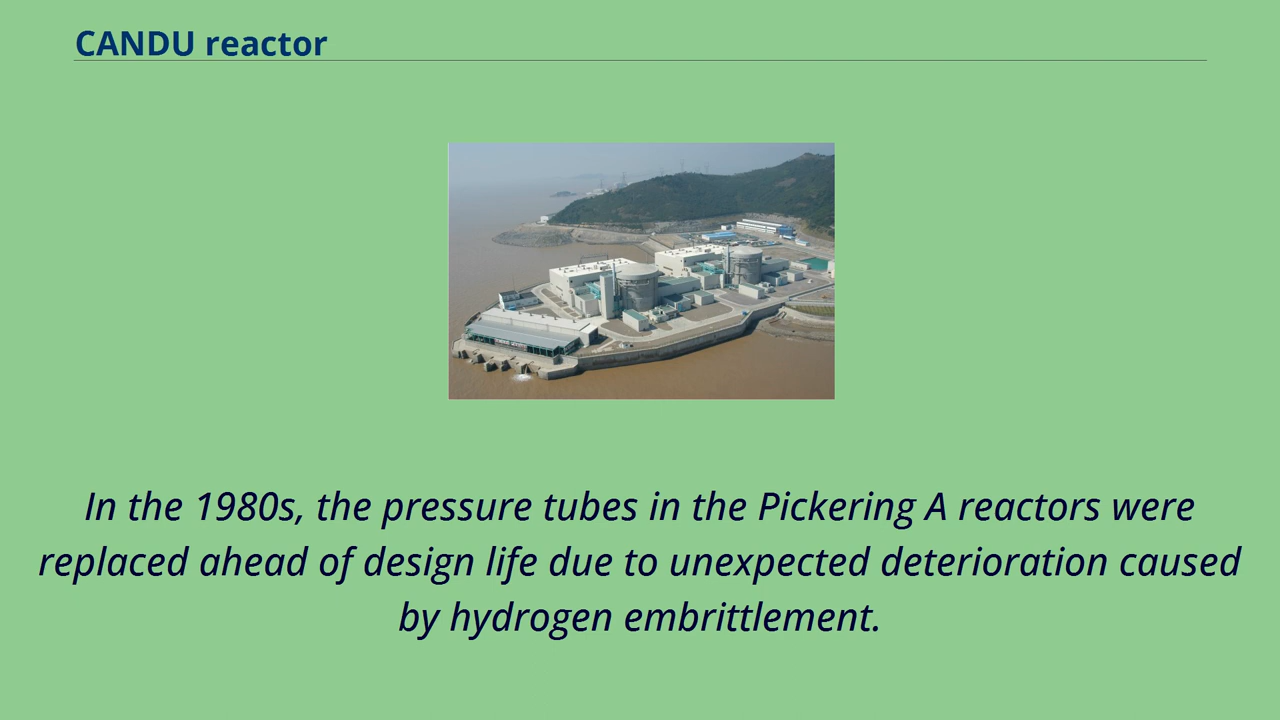 CANDU reactor
In the 1980s, the pressure tubes in the Pickering A reactors were
replaced ahead of design life due to unexpected deterioration caused
by hydrogen embrittlement.